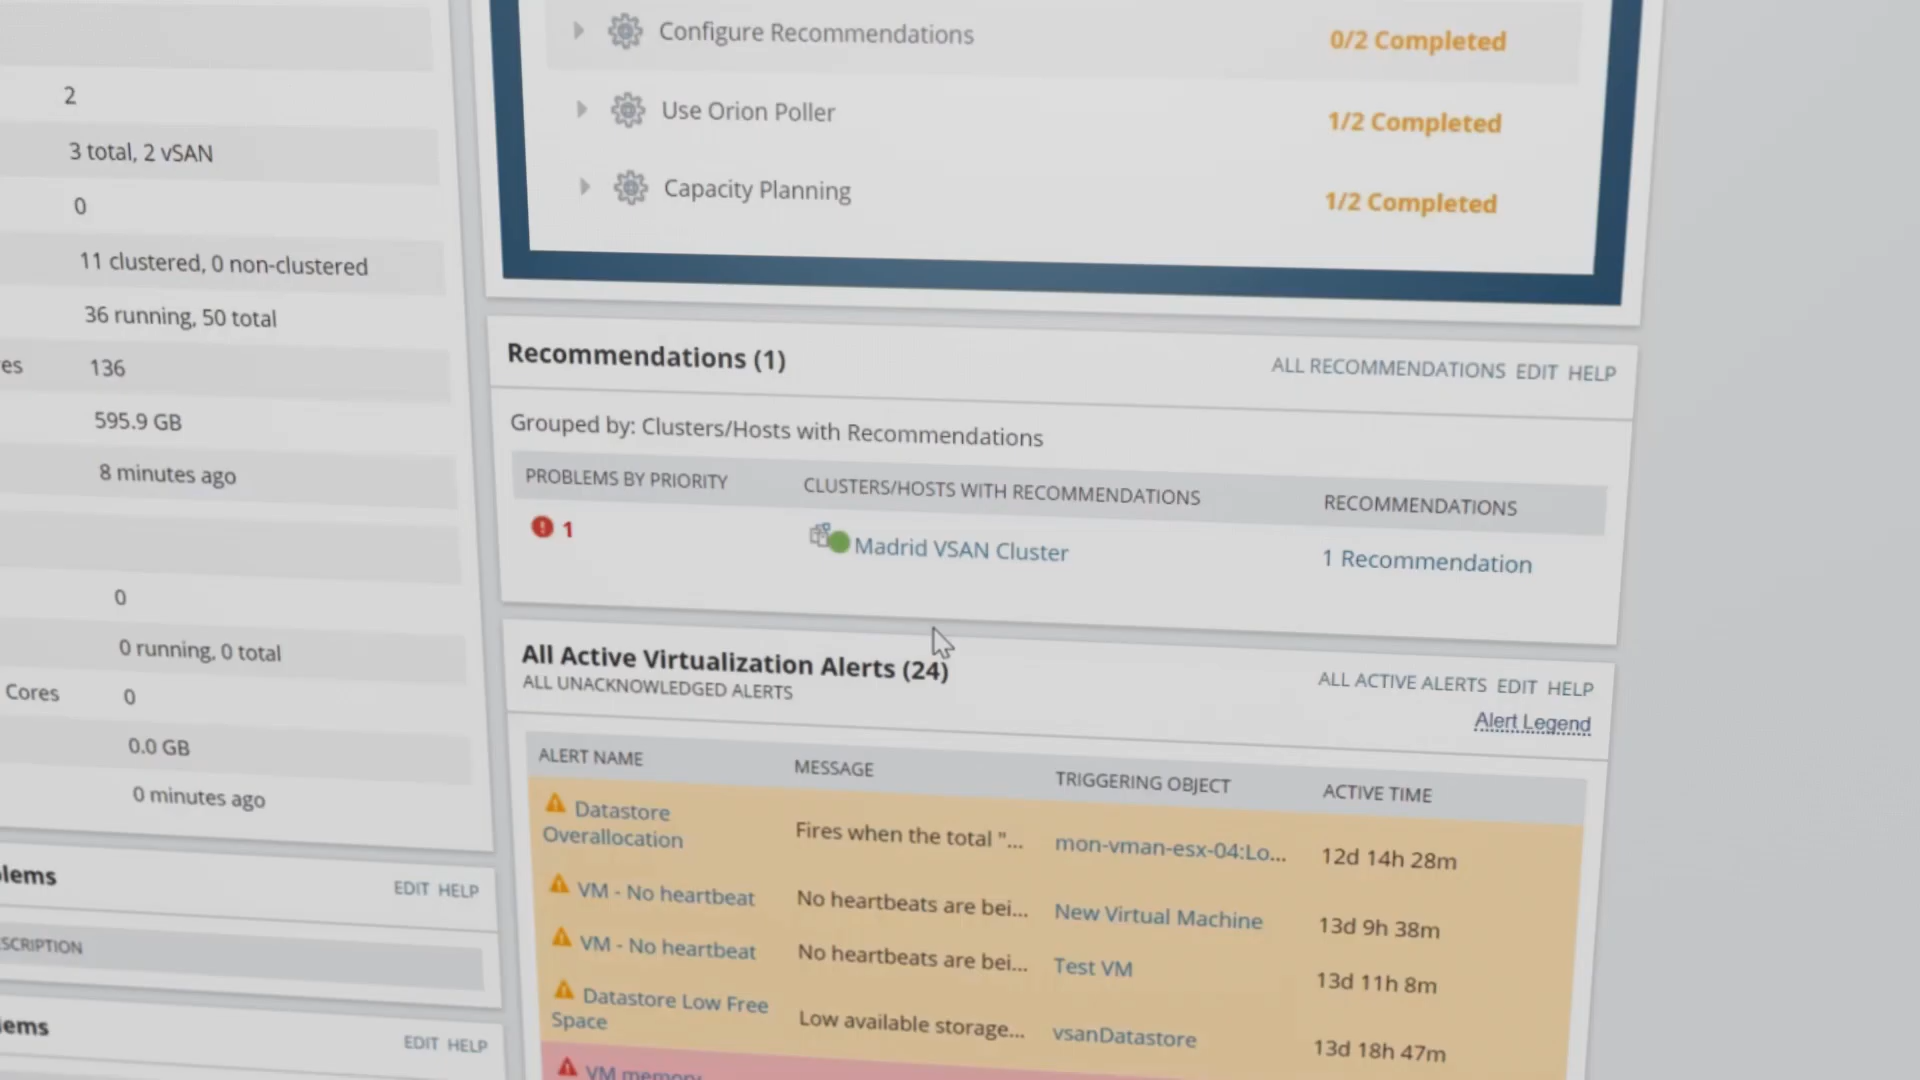 2
3 total, 2 vSAN
0
11 clustered, 0 non-clustered
36 running, 50 total
es 136
595.9 GB
8 minutes ago
0
0 running, 0 total
Cores 0
0.0 GB
0 minutes ago
lems EDIT HELP
SCRIPTION
lems EDIT HELP
Configure Recommendations 0/2 Completed
Use Orion Poller 1/2 Completed
Capacity Planning 1/2 Completed
Recommendations (1) ALL RECOMMENDATIONS EDIT HELP
Grouped by: Clusters/Hosts with Recommendations
PROBLEMS BY PRIORITY CLUSTERS/HOSTS WITH RECOMMENDATIONS RECOMMENDATIONS
1 Madrid VSAN Cluster 1 Recommendation
All Active Virtualization Alerts (24) ALL ACTIVE ALERTS EDIT HELP
ALL UNACKNOWLEDGED ALERTS
Alert Legend
ALERT NAME MESSAGE TRIGGERING OBJECT ACTIVE TIME
Datastore
Overallocation Fires when the total "... mon-vman-esx-04:Lo... 12d 14h 28m
VM - No heartbeat No heartbeats are bei... New Virtual Machine 13d 9h 38m
VM - No heartbeat No heartbeats are bei... Test VM 13d 11h 8m
Datastore Low Free
Space Low available storage... vsanDatastore 13d 18h 47m
VM memory